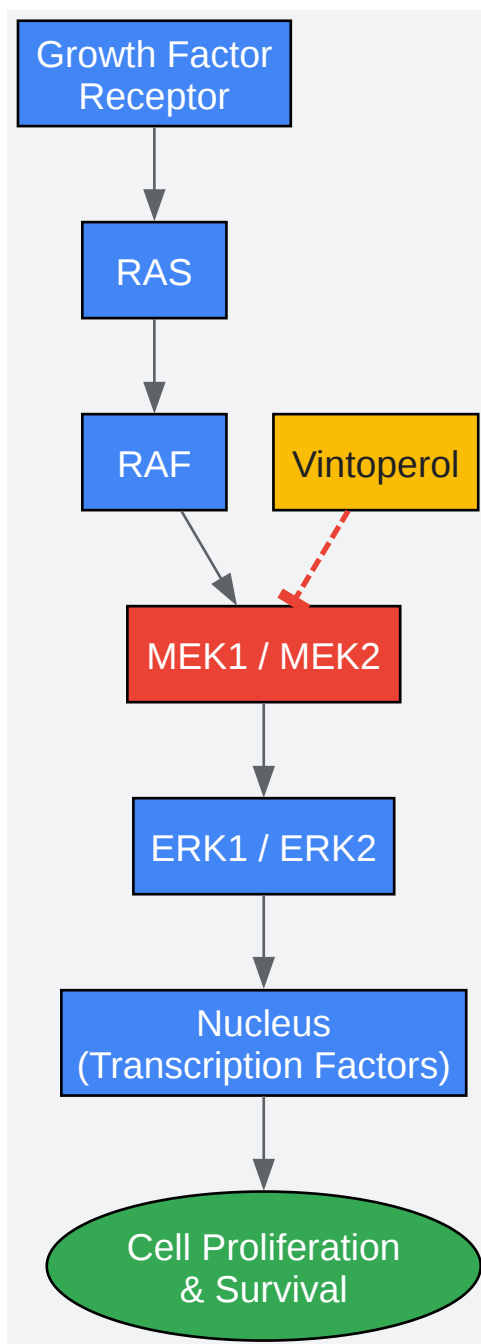 Growth Factor
Receptor
RAS
RAF
Vintoperol
MEK1 / MEK2
ERK1 / ERK2
Nucleus
(Transcription Factors)
Cell Proliferation
& Survival